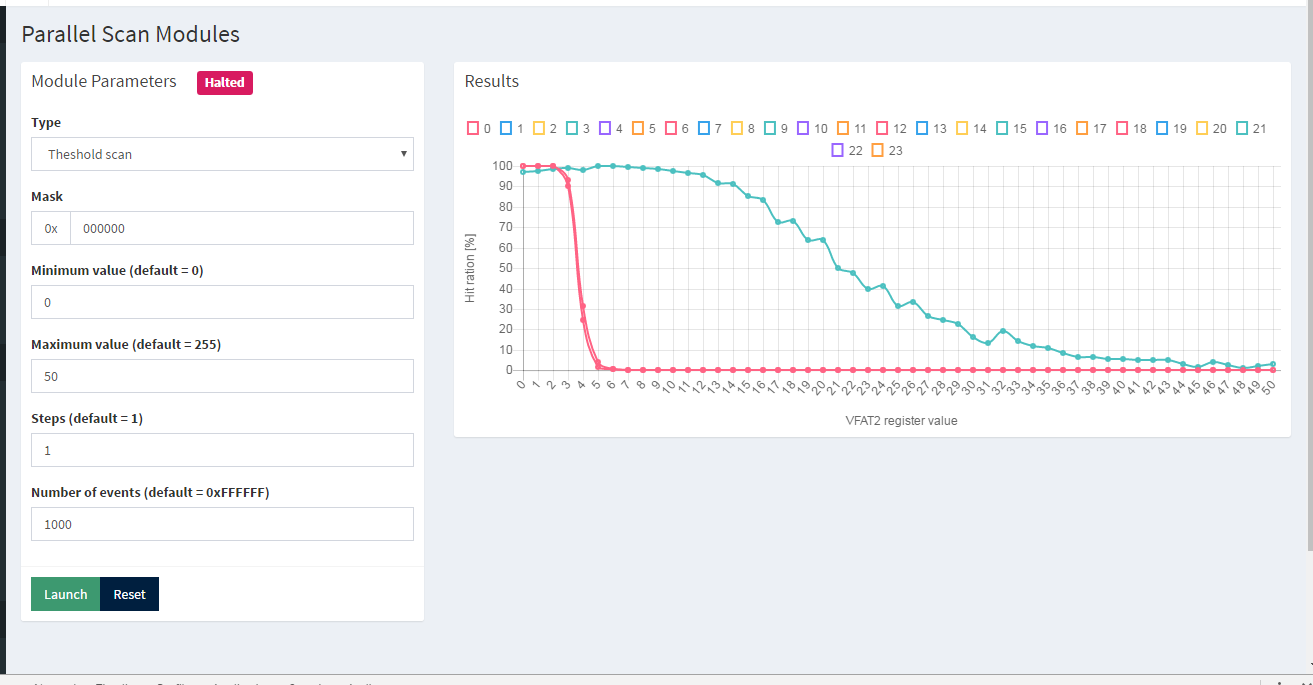 Parallel Scan Modules
Module Parameters Halted
Type
Theshold scan
Mask
0x 000000
Minimum value (default = 0)
0
Maximum value (default = 255)
50
Steps (default = 1)
1
Number of events (default = 0xFFFFFF)
1000
Launch Reset
Results
0 1 2 3 4 5 6 7 8 9 10 11 12 13 14 15 16 17 18 19 20 21
22 23
100
90
80
70
60
50
40
30
20
10
0
Hit ration [%]
0 1 2 3 4 5 6 7 8 9 10 11 12 13 14 15 16 17 18 19 20 21 22 23 24 25 26 27 28 29 30 31 32 33 34 35 36 37 38 39 40 41 42 43 44 45 46 47 48 49 50
VFAT2 register value